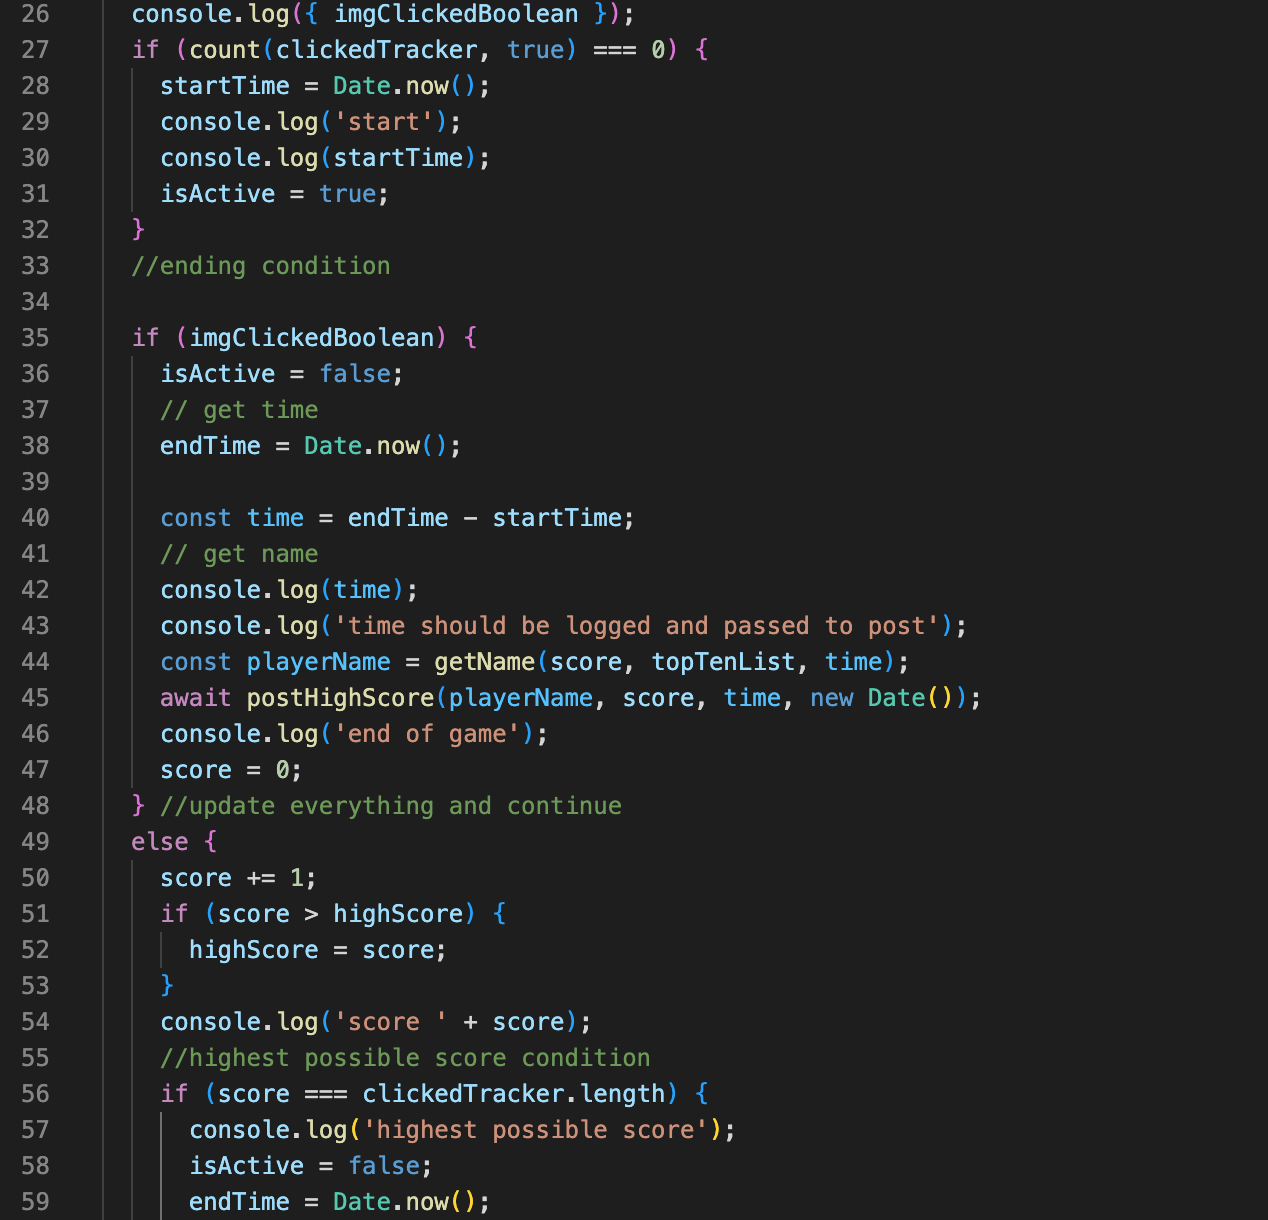 26 console.log({ imgClickedBoolean });
27 if (count(clickedTracker, true) === 0) {
28 startTime = Date.now();
29 console.log('start');
30 console.log(startTime);
31 isActive = true;
32 }
33 //ending condition
34
35 if (imgClickedBoolean) {
36 isActive = false;
37 // get time
38 endTime = Date.now();
39
40 const time = endTime - startTime;
41 // get name
42 console.log(time);
43 console.log('time should be logged and passed to post');
44 const playerName = getName(score, topTenList, time);
45 await postHighScore(playerName, score, time, new Date());
46 console.log('end of game');
47 score = 0;
48 } //update everything and continue
49 else {
50 score += 1;
51 if (score > highScore) {
52 highScore = score;
53 }
54 console.log('score ' + score);
55 //highest possible score condition
56 if (score === clickedTracker.length) {
57 console.log('highest possible score');
58 isActive = false;
59 endTime = Date.now();